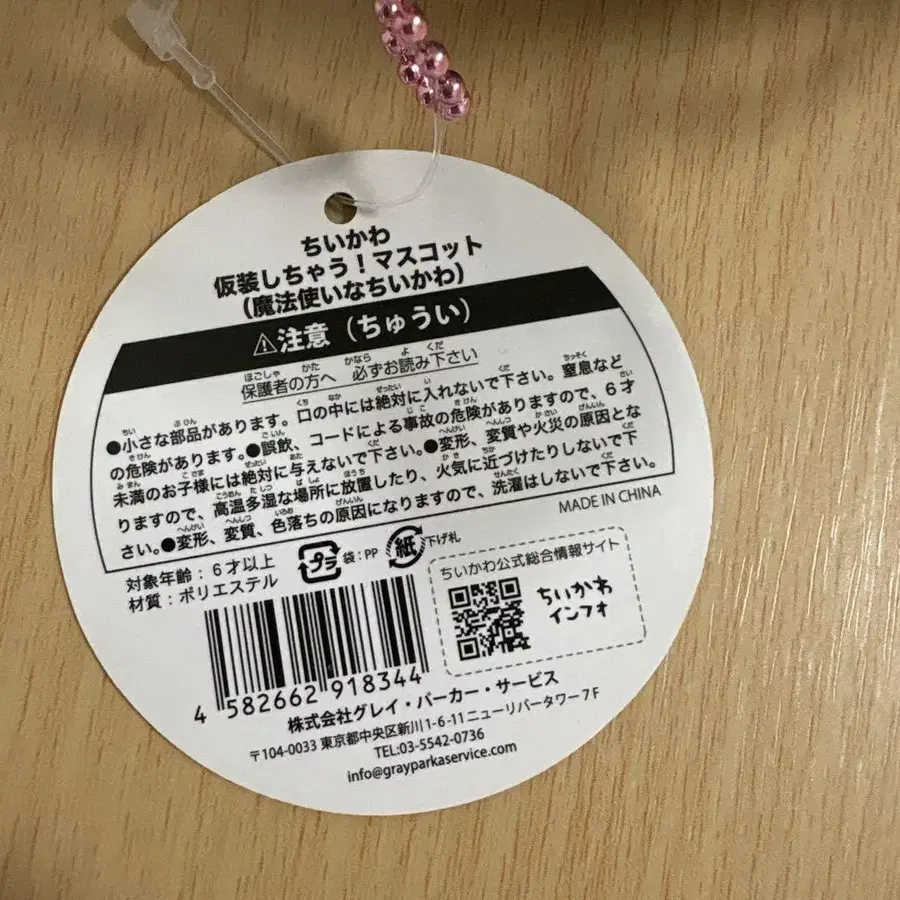 ちいかわ
仮装しちゃう！マスコット
（魔法使いなちいかわ）
⚠注意（ちゅうい）
保護者の方へ 必ずお読み下さい
●小さな部品があります。口の中には絶対に入れないで下さい。窒息など
の危険があります。●誤飲、コードによる事故の危険がありますので、6才
未満のお子様には絶対に与えないで下さい。●変形、変質や火災の原因とな
りますので、高温多湿な場所に放置したり、火気に近づけたりしないで下
さい。●変形、変質、色落ちの原因になりますので、洗濯はしないで下さい。
MADE IN CHINA
対象年齢：6才以上
材質：ポリエステル
プラ 袋：PP 紙 下げ札
ちいかわ公式総合情報サイト
ちいかわ
インフォ
4 582662 918344
株式会社グレイ・パーカー・サービス
〒104-0033 東京都中央区新川1-6-11ニューリバータワー7F
TEL:03-5542-0736
info@grayparkaservice.com